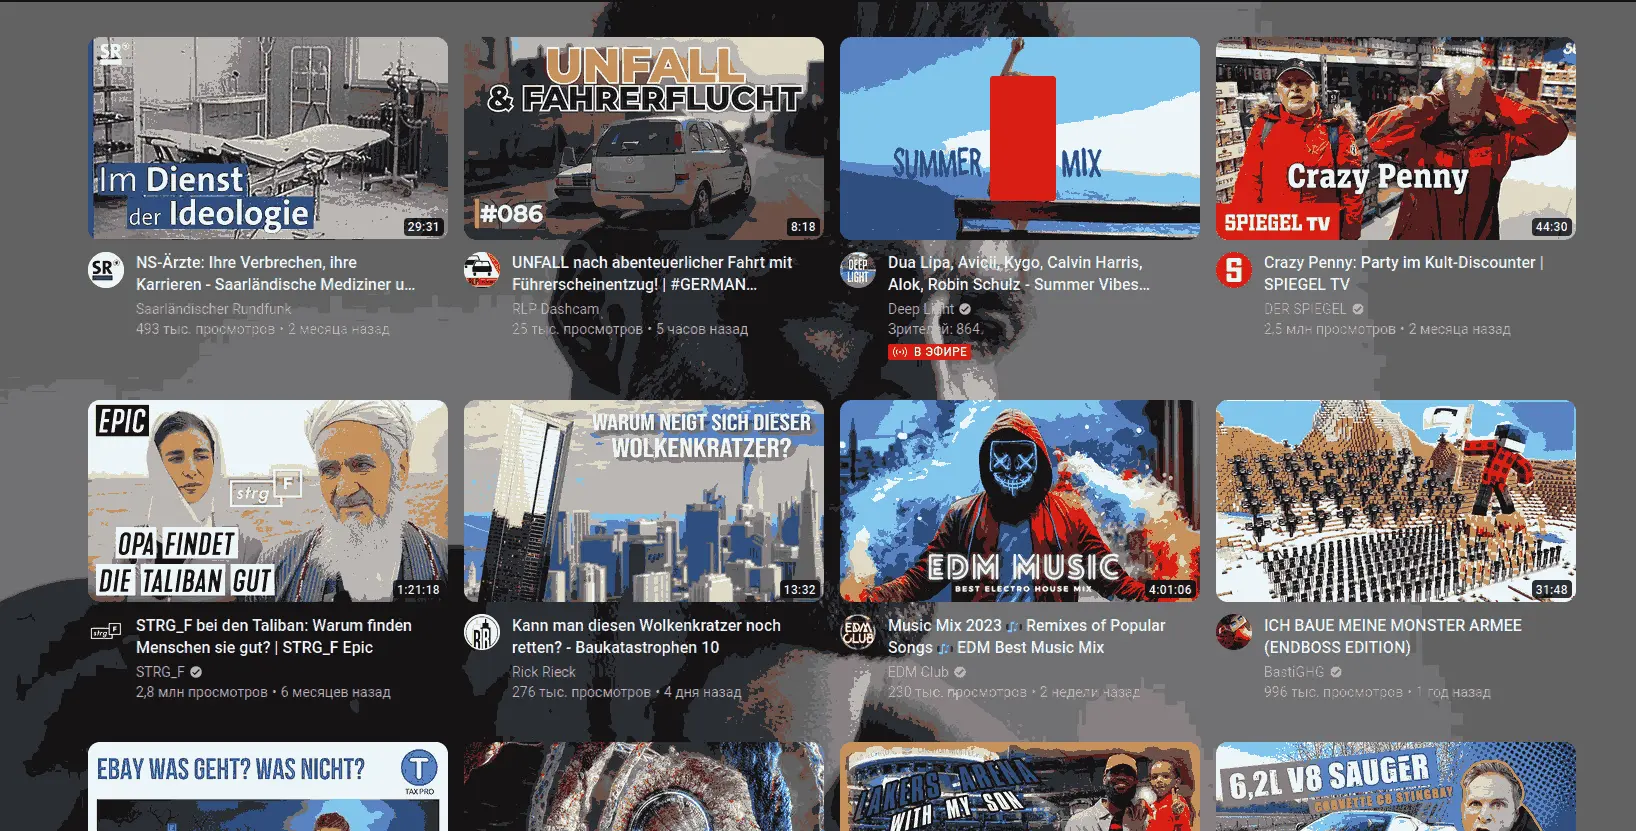 SR
Im Dienst
der Ideologie
29:31
UNFALL
& FAHRERFLUCHT
#086
8:18
SUMMER MIX
Crazy Penny
SPIEGEL TV
44:30
SR
NS-Ärzte: Ihre Verbrechen, ihre
Karrieren - Saarländische Mediziner u...
Saarländischer Rundfunk
493 тыс. просмотров • 2 месяца назад
UNFALL nach abenteuerlicher Fahrt mit
Führerscheinentzug! | #GERMAN...
RLP Dashcam
25 тыс. просмотров • 5 часов назад
DEEP
LIGHT
Dua Lipa, Avicii, Kygo, Calvin Harris,
Alok, Robin Schulz - Summer Vibes...
Deep Light
Зрителей: 864
В ЭФИРЕ
S
Crazy Penny: Party im Kult-Discounter |
SPIEGEL TV
DER SPIEGEL
2,5 млн просмотров • 2 месяца назад
EPIC
strg F
OPA FINDET
DIE TALIBAN GUT
1:21:18
WARUM NEIGT SICH DIESER
WOLKENKRATZER?
13:32
EDM MUSIC
BEST ELECTRO HOUSE MIX
4:01:06
31:48
strg F
STRG_F bei den Taliban: Warum finden
Menschen sie gut? | STRG_F Epic
STRG_F
2,8 млн просмотров • 6 месяцев назад
RR
Kann man diesen Wolkenkratzer noch
retten? - Baukatastrophen 10
Rick Rieck
276 тыс. просмотров • 4 дня назад
EDM
CLUB
Music Mix 2023 🎵 Remixes of Popular
Songs 🎵 EDM Best Music Mix
EDM Club
230 тыс. просмотров • 2 недели назад
ICH BAUE MEINE MONSTER ARMEE
(ENDBOSS EDITION)
BastiGHG
996 тыс. просмотров • 1 год назад
EBAY WAS GEHT? WAS NICHT?
T
TAXPRO
LAKERS ARENA
WITH MY SON
6,2L V8 SAUGER
CORVETTE C8 STINGRAY